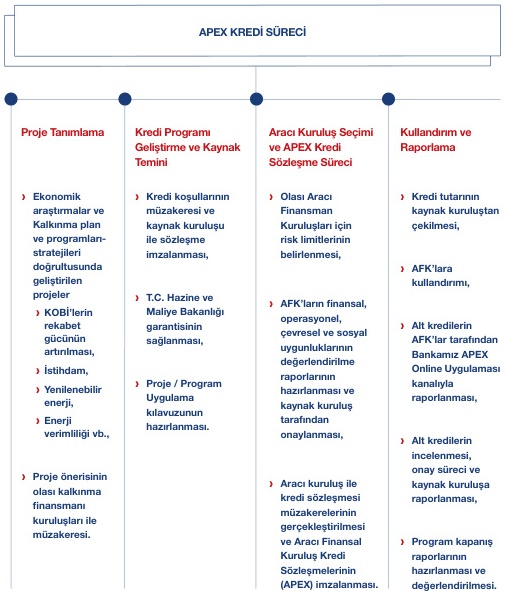 APEX KREDİ SÜRECİ
Proje Tanımlama
› Ekonomik
araştırmalar ve
Kalkınma plan
ve programları-
stratejileri
doğrultusunda
geliştirilen
projeler
› KOBİ'lerin
rekabet
gücünün
artırılması,
› İstihdam,
› Yenilenebilir
enerji,
› Enerji
verimliliği vb.,
› Proje önerisinin
olası kalkınma
finansmanı
kuruluşları ile
müzakeresi.
Kredi Programı
Geliştirme ve Kaynak
Temini
› Kredi koşullarının
müzakeresi ve
kaynak kuruluşu
ile sözleşme
imzalanması,
› T.C. Hazine ve
Maliye Bakanlığı
garantisinin
sağlanması,
› Proje / Program
Uygulama
kılavuzunun
hazırlanması.
Aracı Kuruluş Seçimi
ve APEX Kredi
Sözleşme Süreci
› Olası Aracı
Finansman
Kuruluşları için
risk limitlerinin
belirlenmesi,
› AFK'ların finansal,
operasyonel,
çevresel ve sosyal
uygunluklarının
değerlendirilme
raporlarının
hazırlanması ve
kaynak kuruluş
tarafından
onaylanması,
› Aracı kuruluş ile
kredi sözleşmesi
müzakerelerinin
gerçekleştirilmesi
ve Aracı Finansal
Kuruluş Kredi
Sözleşmelerinin
(APEX) imzalanması.
Kullandırım ve
Raporlama
› Kredi tutarının
kaynak kuruluştan
çekilmesi,
› AFK'lara
kullandırımı,
› Alt kredilerin
AFK'lar tarafından
Bankamız APEX
Online Uygulaması
kanalıyla
raporlanması,
› Alt kredilerin
incelenmesi,
onay süreci ve
kaynak kuruluşa
raporlanması,
› Program kapanış
raporlarının
hazırlanması ve
değerlendirilmesi.